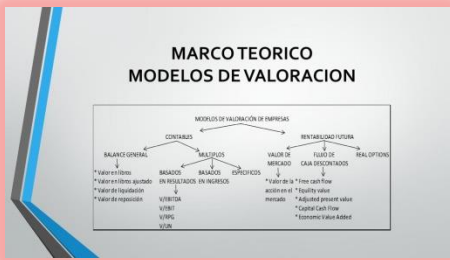 MARCO TEORICO
MODELOS DE VALORACION
MODELOS DE VALORACIÓN DE EMPRESAS
CONTABLES
RENTABILIDAD FUTURA
BALANCE GENERAL
MULTIPLOS
VALOR DE MERCADO
FLUJO DE CAJA DESCONTADOS
REAL OPTIONS
* Valor en libros
* Valor en libros ajustado
* Valor de liquidación
* Valor de reposición
BASADOS EN RESULTADOS
BASADOS EN INGRESOS
ESPECIFICOS
V/EBITDA
V/EBIT
V/RPG
V/UN
* Valor de la acción en el mercado
* Free cash flow
* Equility value
* Adjusted present value
* Capital Cash Flow
* Economic Value Added